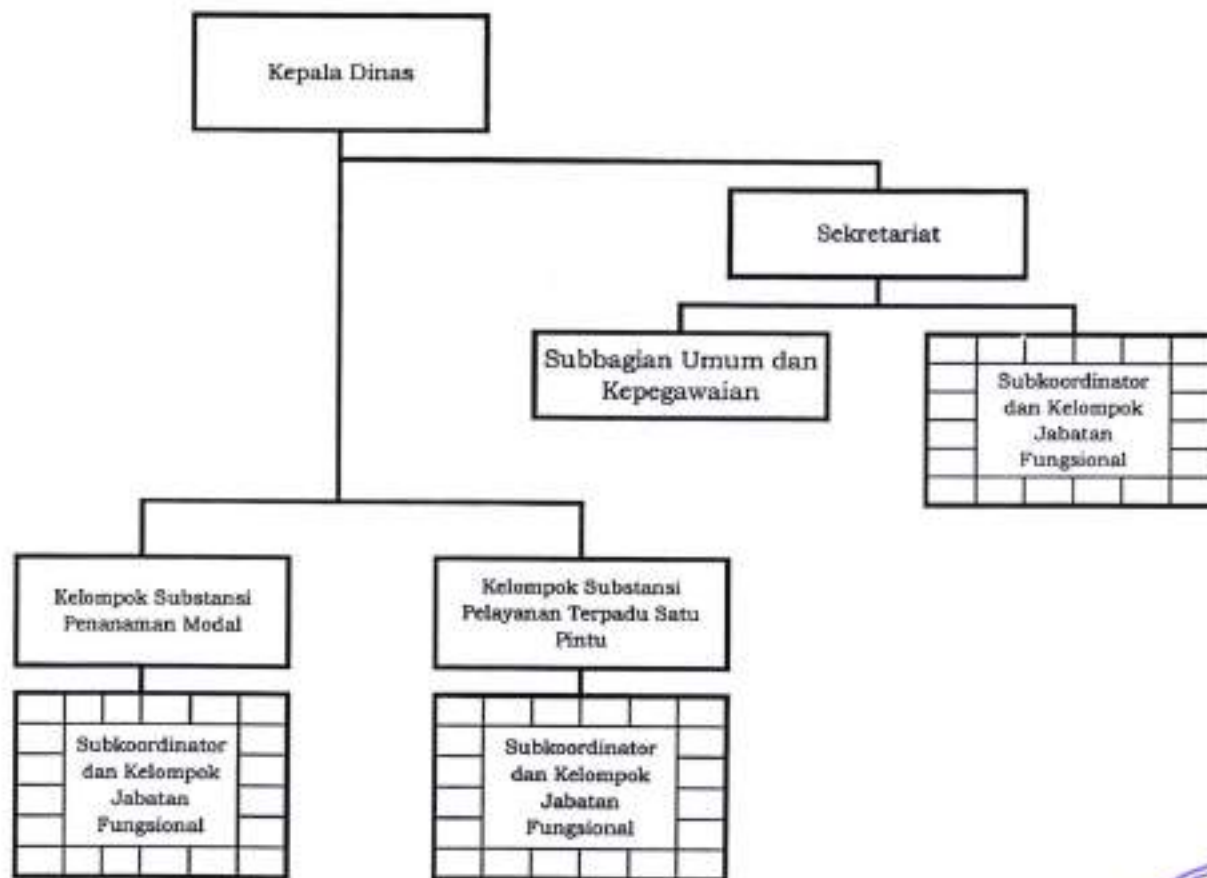 Kepala Dinas
Sekretariat
Subbagian Umum dan
Kepegawaian
Subkoordinator
dan Kelompok
Jabatan
Fungsional
Kelompok Substansi
Penanaman Modal
Kelompok Substansi
Pelayanan Terpadu Satu
Pintu
Subkoordinator
dan Kelompok
Jabatan
Fungsional
Subkoordinator
dan Kelompok
Jabatan
Fungsional